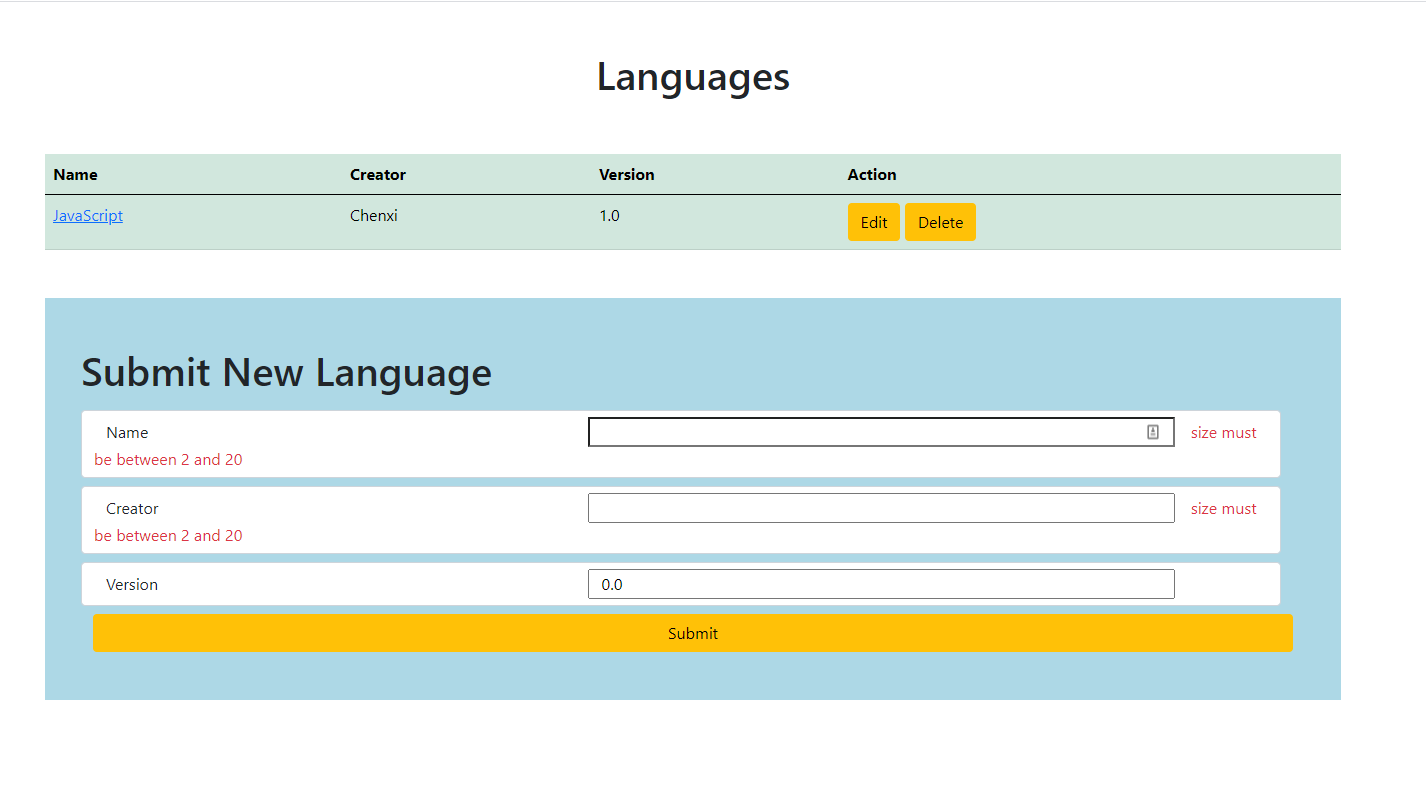 Languages
Name Creator Version Action
JavaScript Chenxi 1.0 Edit Delete
Submit New Language
Name size must
be between 2 and 20
Creator size must
be between 2 and 20
Version 0.0
Submit